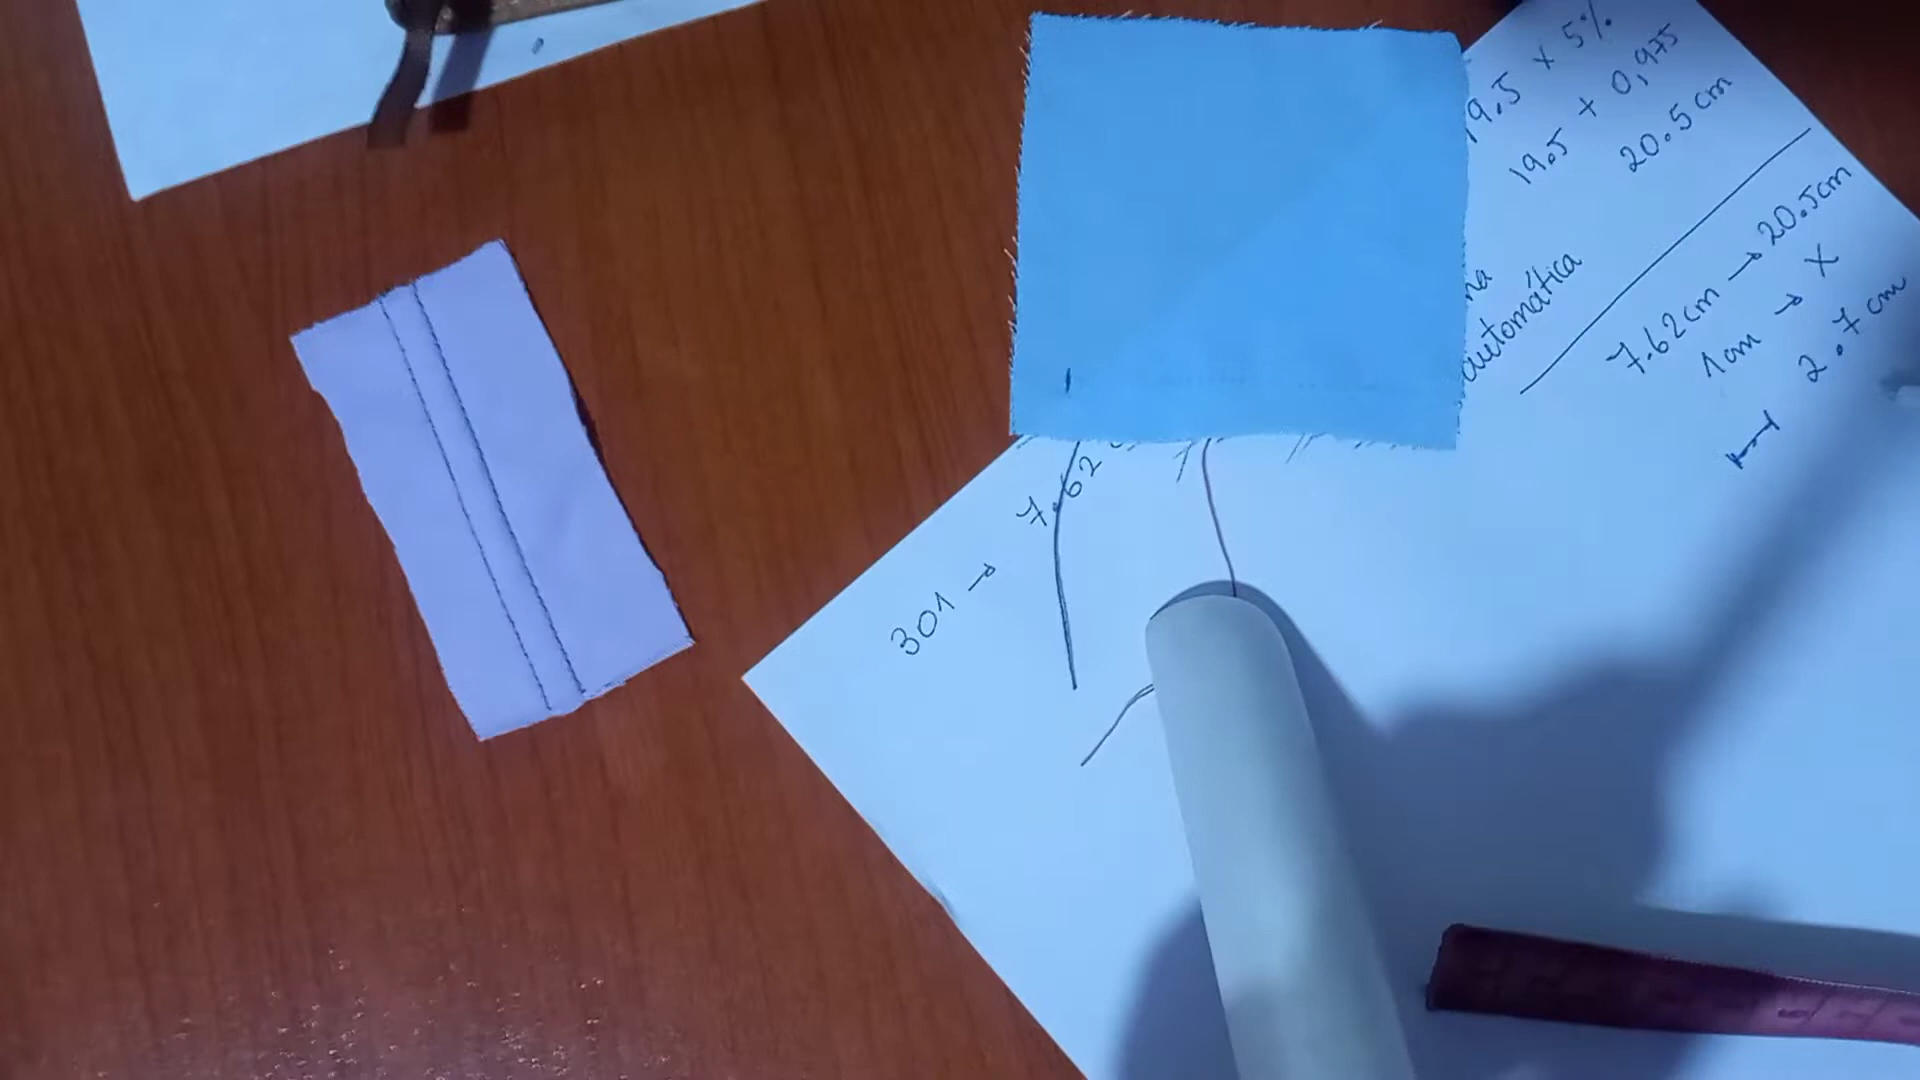 19.5 x 5%
19.5 + 0,975
20.5 cm
automática
7.62cm → 20.5cm
1cm → X
2.7 cm
301 → 7.62